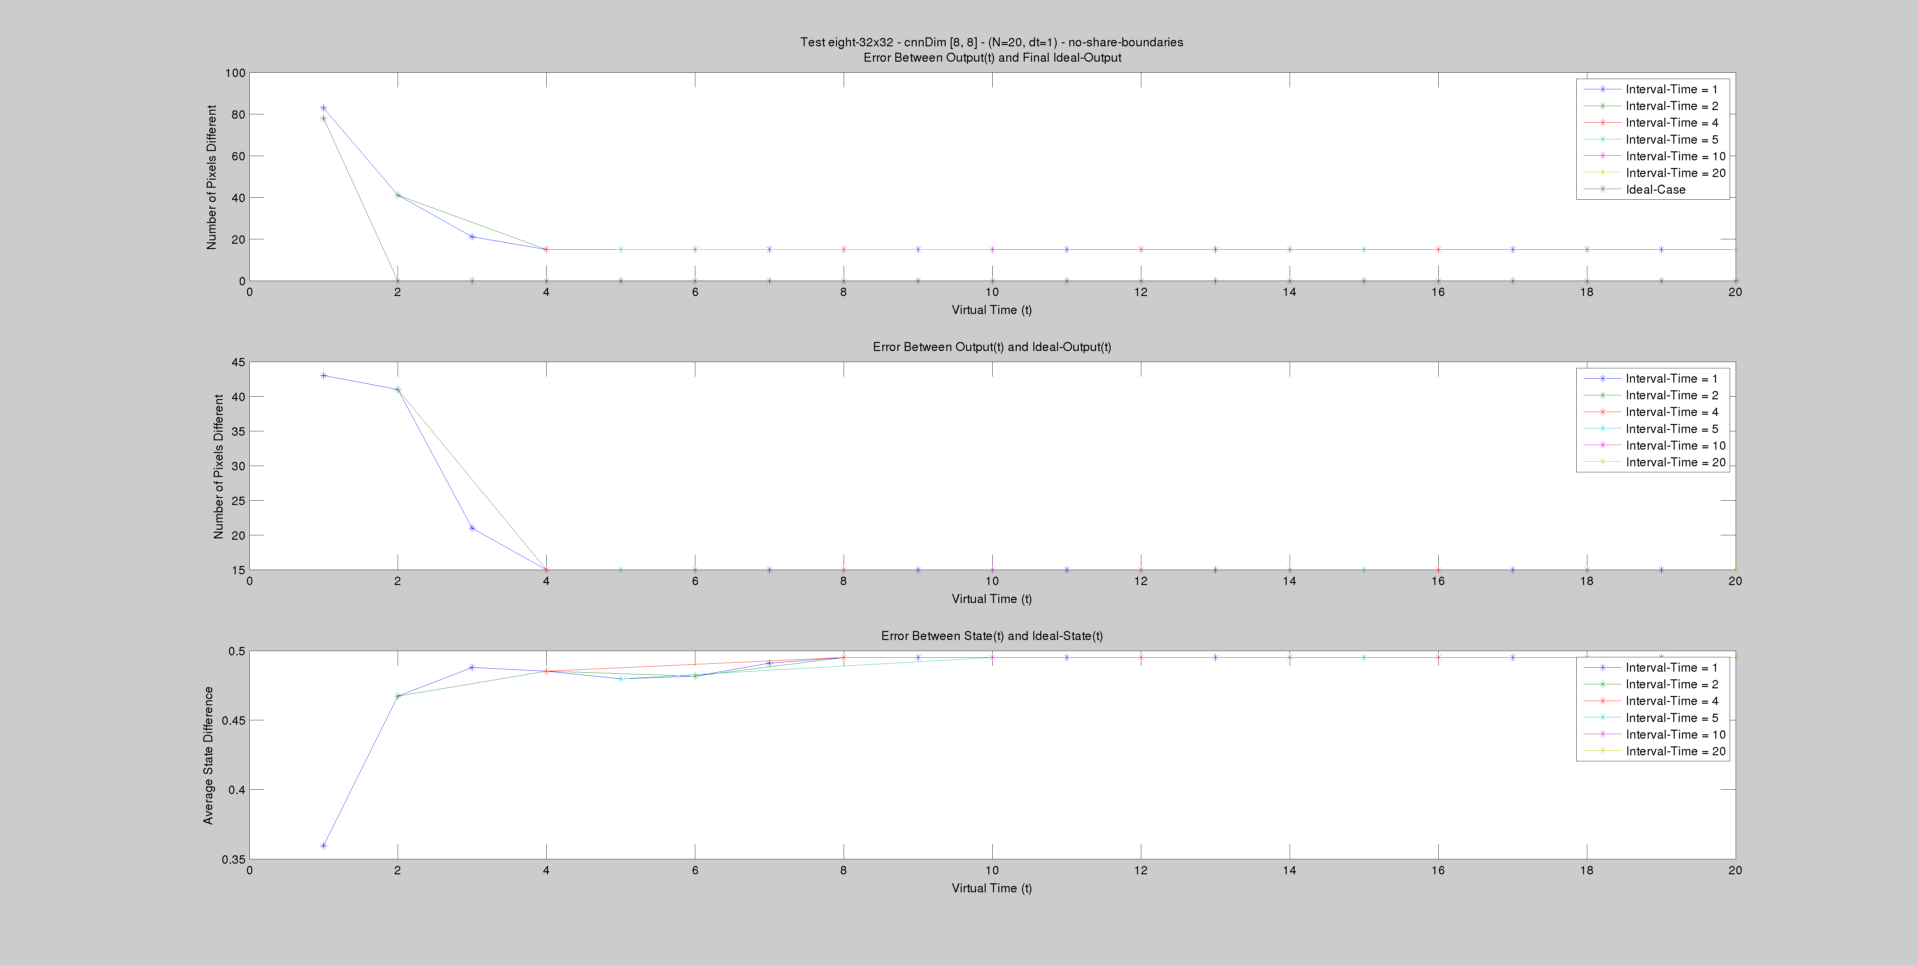 Test eight-32x32 - cnnDim [8, 8] - (N=20, dt=1) - no-share-boundaries
Error Between Output(t) and Final Ideal-Output
Number of Pixels Different
100
80
60
40
20
0
0 2 4 6 8 10 12 14 16 18 20
Virtual Time (t)
Interval-Time = 1
Interval-Time = 2
Interval-Time = 4
Interval-Time = 5
Interval-Time = 10
Interval-Time = 20
Ideal-Case
Error Between Output(t) and Ideal-Output(t)
Number of Pixels Different
45
40
35
30
25
20
15
0 2 4 6 8 10 12 14 16 18 20
Virtual Time (t)
Interval-Time = 1
Interval-Time = 2
Interval-Time = 4
Interval-Time = 5
Interval-Time = 10
Interval-Time = 20
Error Between State(t) and Ideal-State(t)
Average State Difference
0.5
0.45
0.4
0.35
0 2 4 6 8 10 12 14 16 18 20
Virtual Time (t)
Interval-Time = 1
Interval-Time = 2
Interval-Time = 4
Interval-Time = 5
Interval-Time = 10
Interval-Time = 20